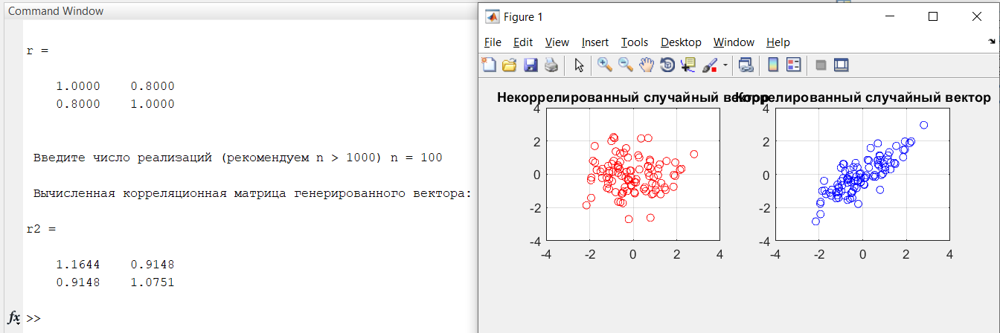 Command Window
r =
1.0000 0.8000
0.8000 1.0000
Введите число реализаций (рекомендуем n > 1000) n = 100
Вычисленная корреляционная матрица генерированного вектора:
r2 =
1.1644 0.9148
0.9148 1.0751
fx >>
Figure 1
File Edit View Insert Tools Desktop Window Help
Некоррелированный случайный вектор
4
2
0
-2
-4
-4 -2 0 2 4
Коррелированный случайный вектор
4
2
0
-2
-4
-4 -2 0 2 4